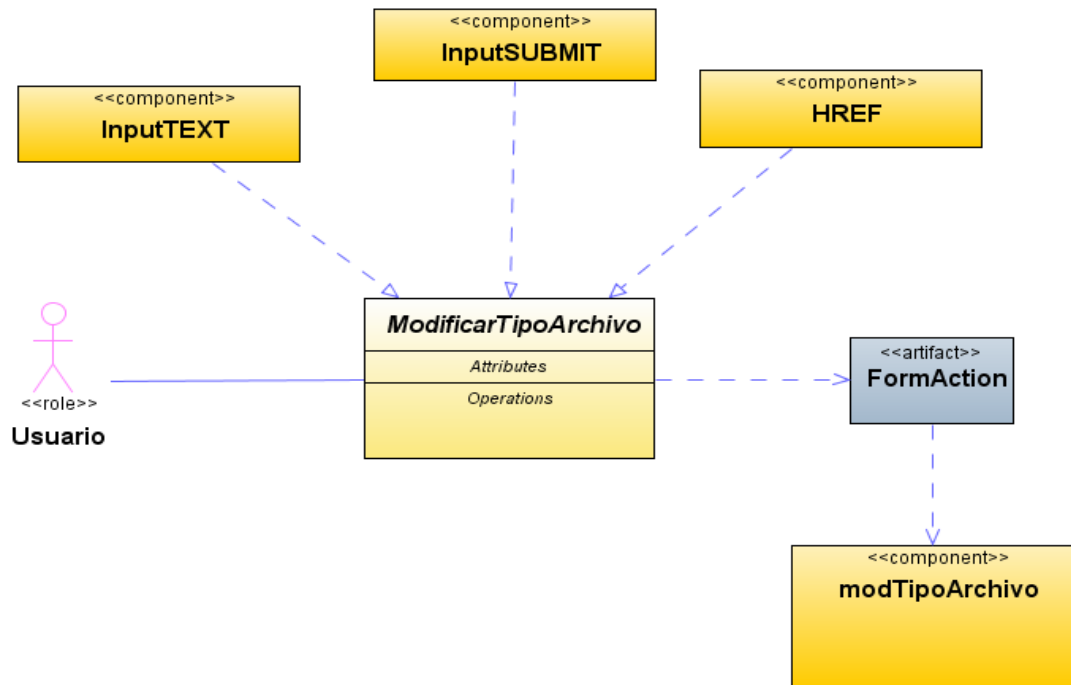 <<component>>
InputSUBMIT
<<component>>
InputTEXT
<<component>>
HREF
ModificarTipoArchivo
Attributes
Operations
<<role>>
Usuario
<<artifact>>
FormAction
<<component>>
modTipoArchivo